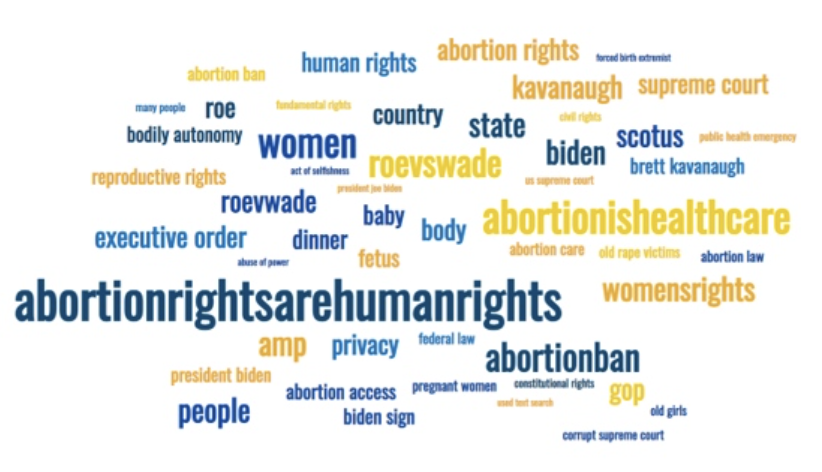 abortion rights
forced birth extremist
human rights
abortion ban
kavanaugh
supreme court
many people
roe
fundamental rights
country
state
civil rights
bodily autonomy
women
biden
scotus
public health emergency
act of selfishness
roevswade
brett kavanaugh
reproductive rights
president joe biden
us supreme court
roevwade
baby
body
abortionishealthcare
executive order
dinner
fetus
abortion care
old rape victims
abortion law
abuse of power
abortionrightsarehumanrights
womensrights
amp
privacy
federal law
abortionban
president biden
abortion access
pregnant women
constitutional rights
gop
used text search
people
biden sign
old girls
corrupt supreme court